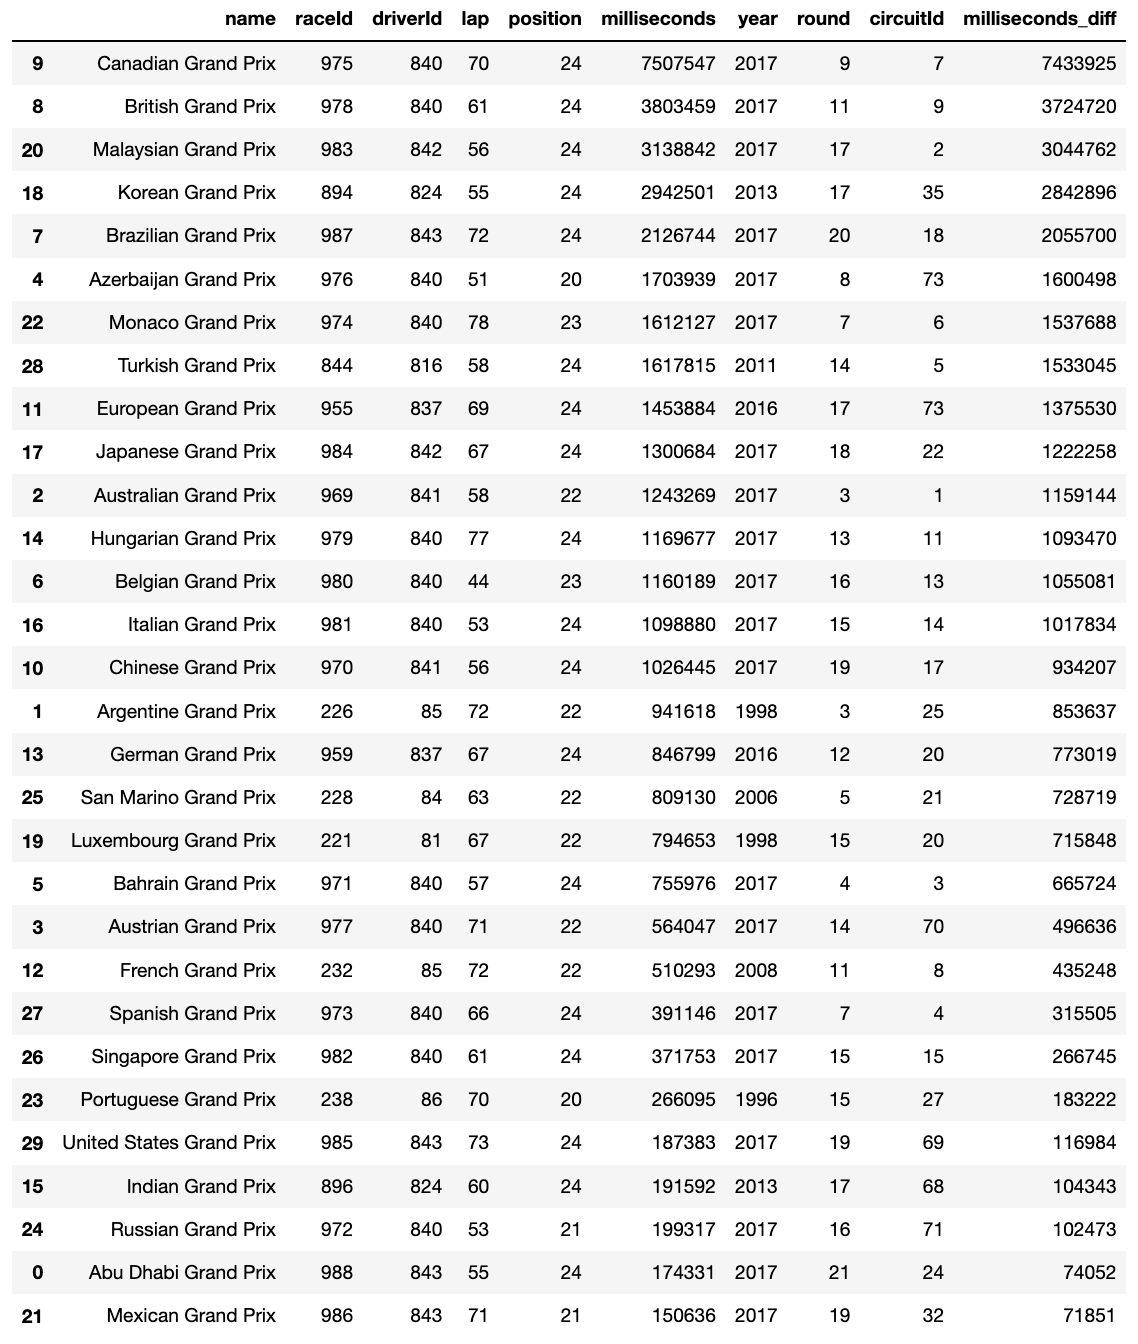 name raceId driverId lap position milliseconds year round circuitId milliseconds_diff
9 Canadian Grand Prix 975 840 70 24 7507547 2017 9 7 7433925
8 British Grand Prix 978 840 61 24 3803459 2017 11 9 3724720
20 Malaysian Grand Prix 983 842 56 24 3138842 2017 17 2 3044762
18 Korean Grand Prix 894 824 55 24 2942501 2013 17 35 2842896
7 Brazilian Grand Prix 987 843 72 24 2126744 2017 20 18 2055700
4 Azerbaijan Grand Prix 976 840 51 20 1703939 2017 8 73 1600498
22 Monaco Grand Prix 974 840 78 23 1612127 2017 7 6 1537688
28 Turkish Grand Prix 844 816 58 24 1617815 2011 14 5 1533045
11 European Grand Prix 955 837 69 24 1453884 2016 17 73 1375530
17 Japanese Grand Prix 984 842 67 24 1300684 2017 18 22 1222258
2 Australian Grand Prix 969 841 58 22 1243269 2017 3 1 1159144
14 Hungarian Grand Prix 979 840 77 24 1169677 2017 13 11 1093470
6 Belgian Grand Prix 980 840 44 23 1160189 2017 16 13 1055081
16 Italian Grand Prix 981 840 53 24 1098880 2017 15 14 1017834
10 Chinese Grand Prix 970 841 56 24 1026445 2017 19 17 934207
1 Argentine Grand Prix 226 85 72 22 941618 1998 3 25 853637
13 German Grand Prix 959 837 67 24 846799 2016 12 20 773019
25 San Marino Grand Prix 228 84 63 22 809130 2006 5 21 728719
19 Luxembourg Grand Prix 221 81 67 22 794653 1998 15 20 715848
5 Bahrain Grand Prix 971 840 57 24 755976 2017 4 3 665724
3 Austrian Grand Prix 977 840 71 22 564047 2017 14 70 496636
12 French Grand Prix 232 85 72 22 510293 2008 11 8 435248
27 Spanish Grand Prix 973 840 66 24 391146 2017 7 4 315505
26 Singapore Grand Prix 982 840 61 24 371753 2017 15 15 266745
23 Portuguese Grand Prix 238 86 70 20 266095 1996 15 27 183222
29 United States Grand Prix 985 843 73 24 187383 2017 19 69 116984
15 Indian Grand Prix 896 824 60 24 191592 2013 17 68 104343
24 Russian Grand Prix 972 840 53 21 199317 2017 16 71 102473
0 Abu Dhabi Grand Prix 988 843 55 24 174331 2017 21 24 74052
21 Mexican Grand Prix 986 843 71 21 150636 2017 19 32 71851